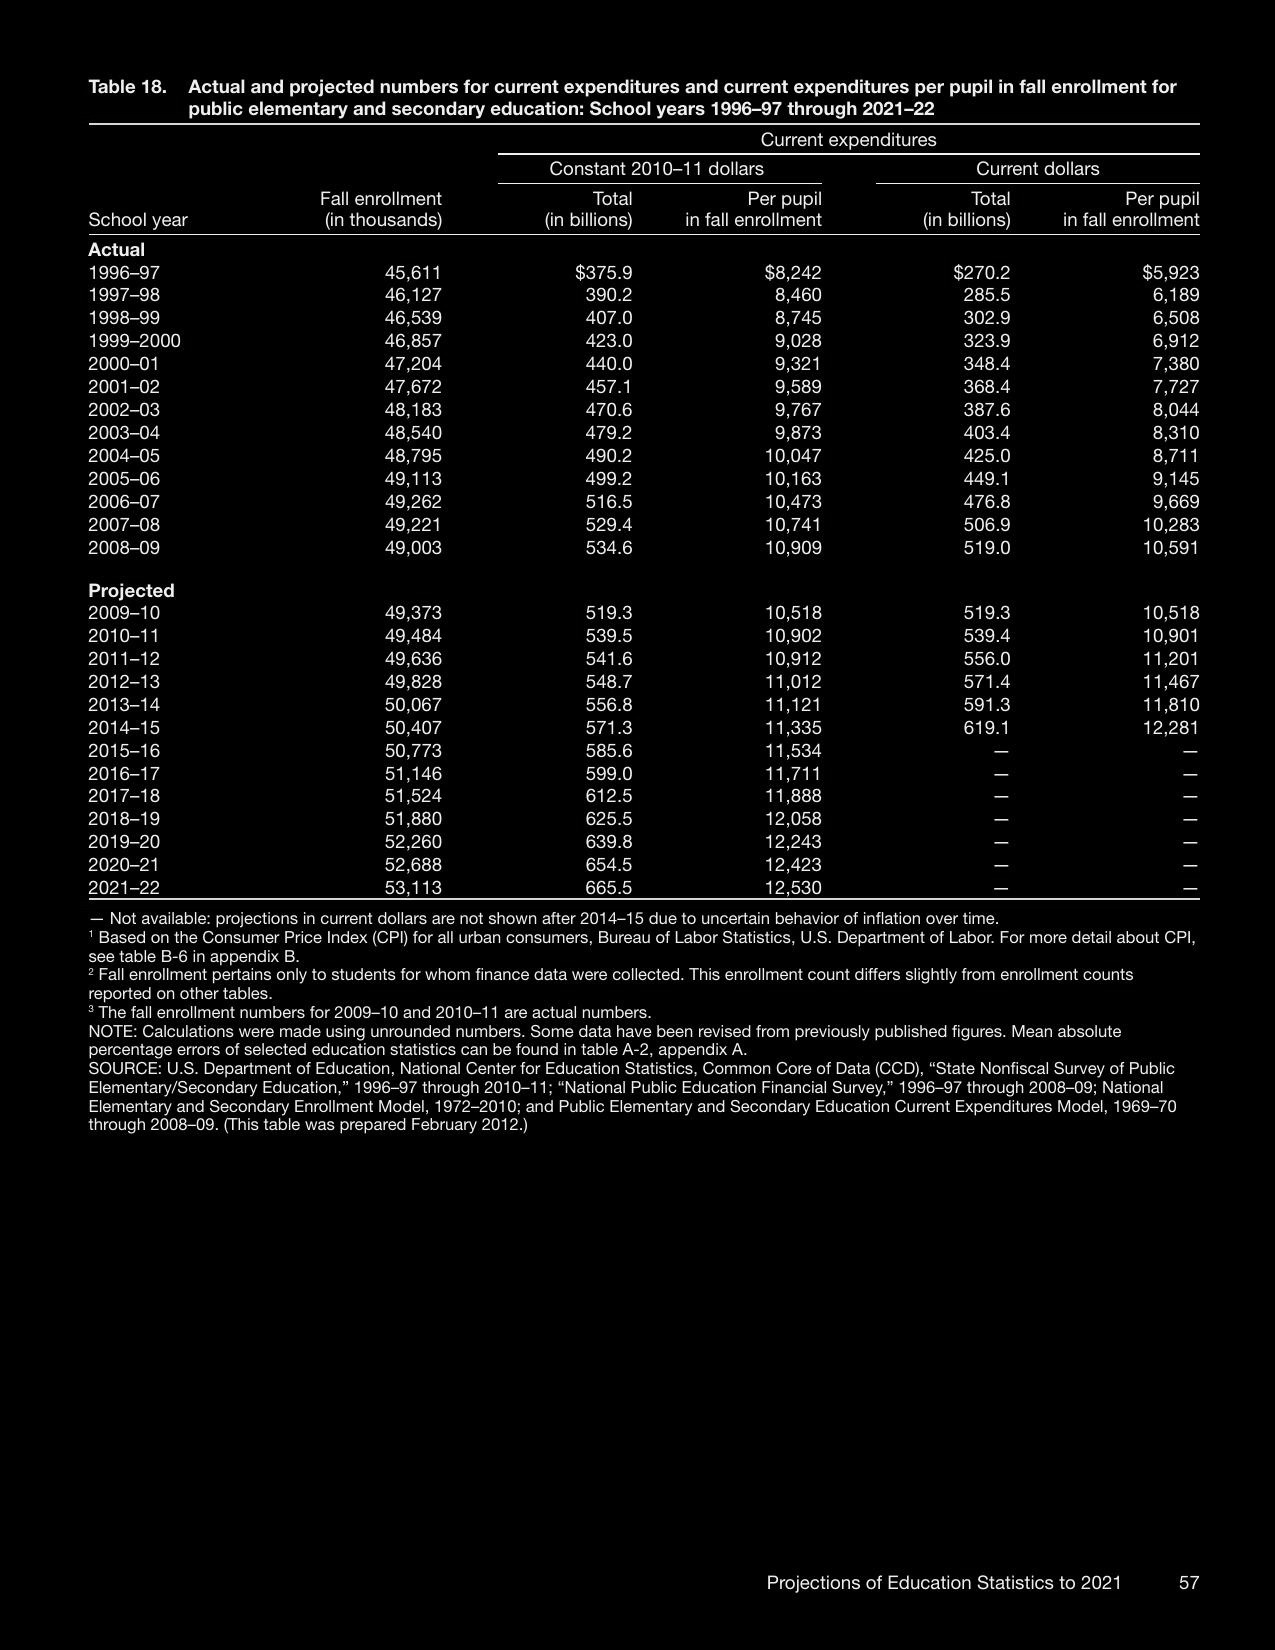 Table 18. Actual and projected numbers for current expenditures and current expenditures per pupil in fall enrollment for
public elementary and secondary education: School years 1996–97 through 2021–22
Current expenditures
Constant 2010–11 dollars Current dollars
Fall enrollment Total Per pupil Total Per pupil
School year (in thousands) (in billions) in fall enrollment (in billions) in fall enrollment
Actual
1996–97 45,611 $375.9 $8,242 $270.2 $5,923
1997–98 46,127 390.2 8,460 285.5 6,189
1998–99 46,539 407.0 8,745 302.9 6,508
1999–2000 46,857 423.0 9,028 323.9 6,912
2000–01 47,204 440.0 9,321 348.4 7,380
2001–02 47,672 457.1 9,589 368.4 7,727
2002–03 48,183 470.6 9,767 387.6 8,044
2003–04 48,540 479.2 9,873 403.4 8,310
2004–05 48,795 490.2 10,047 425.0 8,711
2005–06 49,113 499.2 10,163 449.1 9,145
2006–07 49,262 516.5 10,473 476.8 9,669
2007–08 49,221 529.4 10,741 506.9 10,283
2008–09 49,003 534.6 10,909 519.0 10,591
Projected
2009–10 49,373 519.3 10,518 519.3 10,518
2010–11 49,484 539.5 10,902 539.4 10,901
2011–12 49,636 541.6 10,912 556.0 11,201
2012–13 49,828 548.7 11,012 571.4 11,467
2013–14 50,067 556.8 11,121 591.3 11,810
2014–15 50,407 571.3 11,335 619.1 12,281
2015–16 50,773 585.6 11,534 — —
2016–17 51,146 599.0 11,711 — —
2017–18 51,524 612.5 11,888 — —
2018–19 51,880 625.5 12,058 — —
2019–20 52,260 639.8 12,243 — —
2020–21 52,688 654.5 12,423 — —
2021–22 53,113 665.5 12,530 — —
— Not available: projections in current dollars are not shown after 2014–15 due to uncertain behavior of inflation over time.
1 Based on the Consumer Price Index (CPI) for all urban consumers, Bureau of Labor Statistics, U.S. Department of Labor. For more detail about CPI,
see table B-6 in appendix B.
2 Fall enrollment pertains only to students for whom finance data were collected. This enrollment count differs slightly from enrollment counts
reported on other tables.
3 The fall enrollment numbers for 2009–10 and 2010–11 are actual numbers.
NOTE: Calculations were made using unrounded numbers. Some data have been revised from previously published figures. Mean absolute
percentage errors of selected education statistics can be found in table A-2, appendix A.
SOURCE: U.S. Department of Education, National Center for Education Statistics, Common Core of Data (CCD), “State Nonfiscal Survey of Public
Elementary/Secondary Education,” 1996–97 through 2010–11; “National Public Education Financial Survey,” 1996–97 through 2008–09; National
Elementary and Secondary Enrollment Model, 1972–2010; and Public Elementary and Secondary Education Current Expenditures Model, 1969–70
through 2008–09. (This table was prepared February 2012.)
Projections of Education Statistics to 2021 57